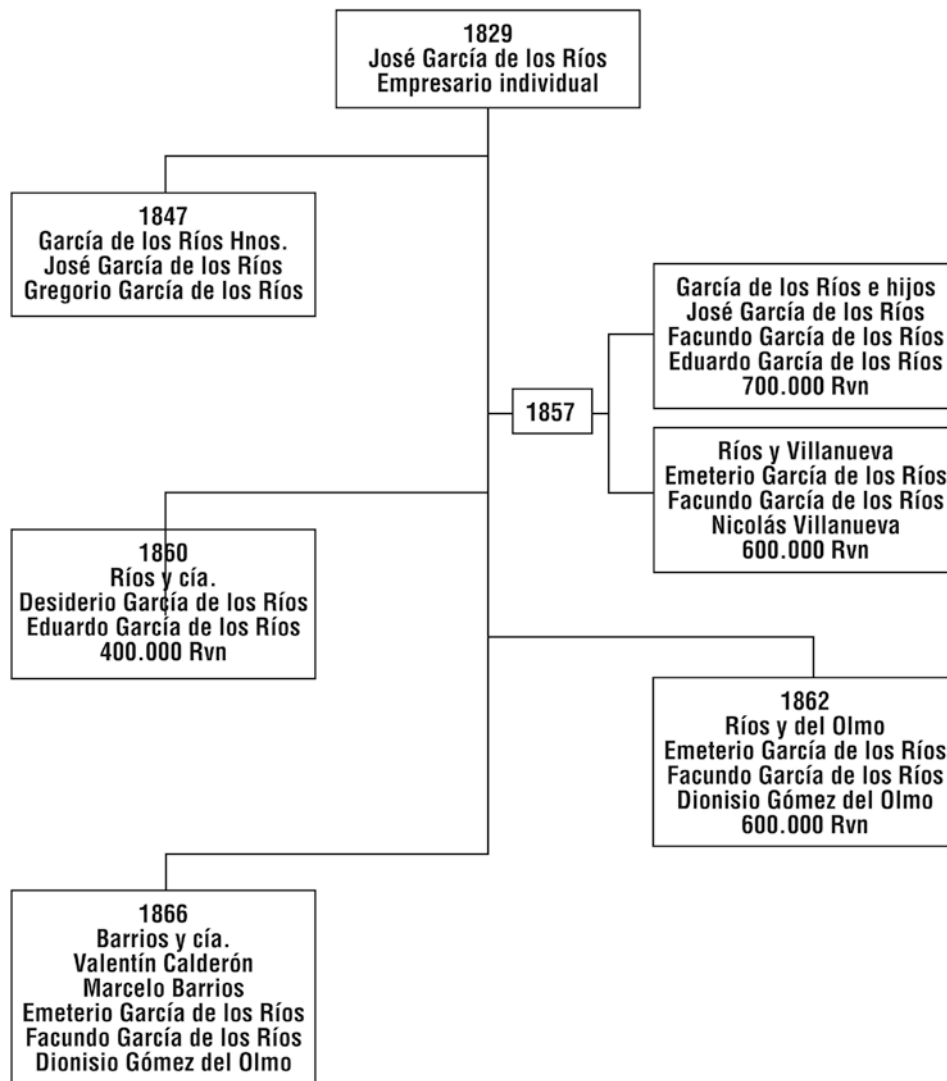 1829
José García de los Ríos
Empresario individual
1847
García de los Ríos Hnos.
José García de los Ríos
Gregorio García de los Ríos
García de los Ríos e hijos
José García de los Ríos
Facundo García de los Ríos
Eduardo García de los Ríos
700.000 Rvn
1857
Ríos y Villanueva
Emeterio García de los Ríos
Facundo García de los Ríos
Nicolás Villanueva
600.000 Rvn
1860
Ríos y cía.
Desiderio García de los Ríos
Eduardo García de los Ríos
400.000 Rvn
1862
Ríos y del Olmo
Emeterio García de los Ríos
Facundo García de los Ríos
Dionisio Gómez del Olmo
600.000 Rvn
1866
Barrios y cía.
Valentín Calderón
Marcelo Barrios
Emeterio García de los Ríos
Facundo García de los Ríos
Dionisio Gómez del Olmo